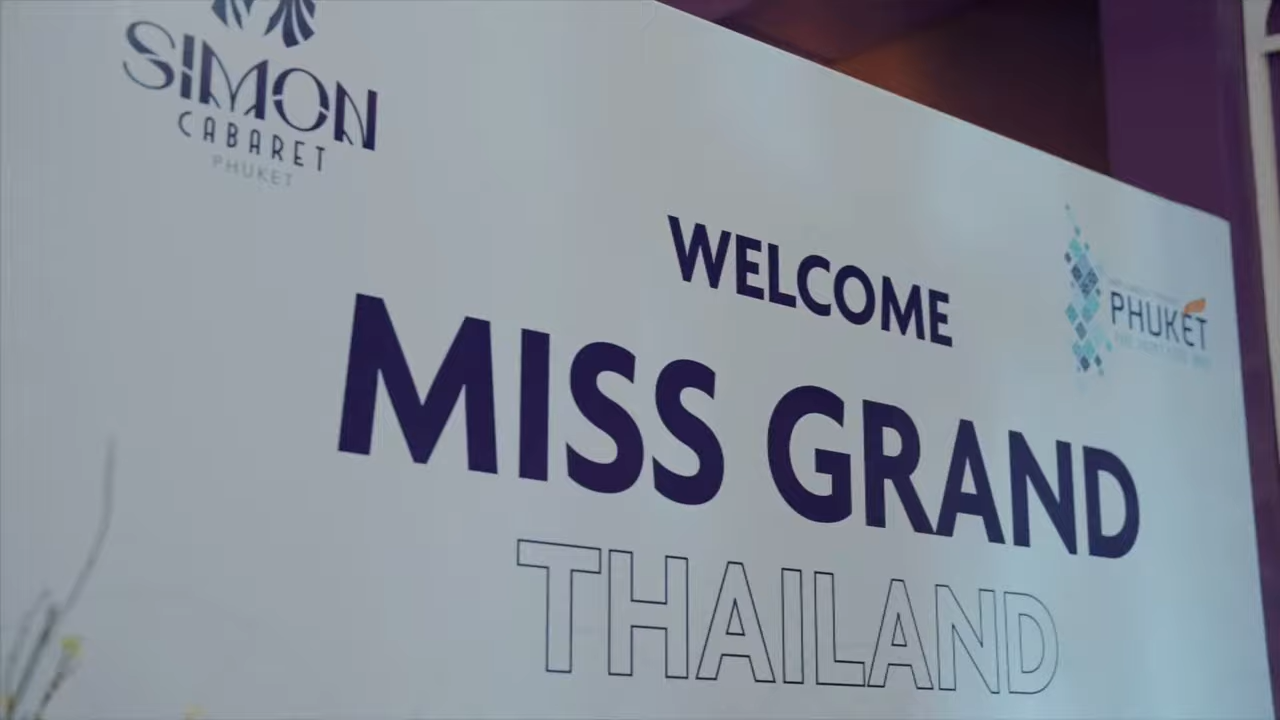 SIMON
CABARET
PHUKET
WELCOME
PHUKET
MISS GRAND
THAILAND